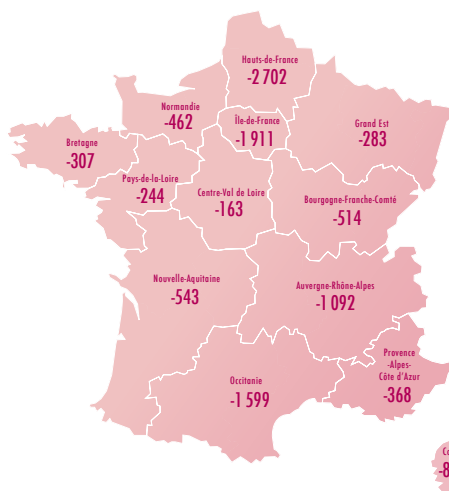 Hauts-de-France
-2 702
Normandie
-462
Île-de-France
-1 911
Grand Est
-283
Bretagne
-307
Pays-de-la-Loire
-244
Centre-Val de Loire
-163
Bourgogne-Franche-Comté
-514
Nouvelle-Aquitaine
-543
Auvergne-Rhône-Alpes
-1 092
Provence
-Alpes-
Côte d'Azur
-368
Occitanie
-1 599